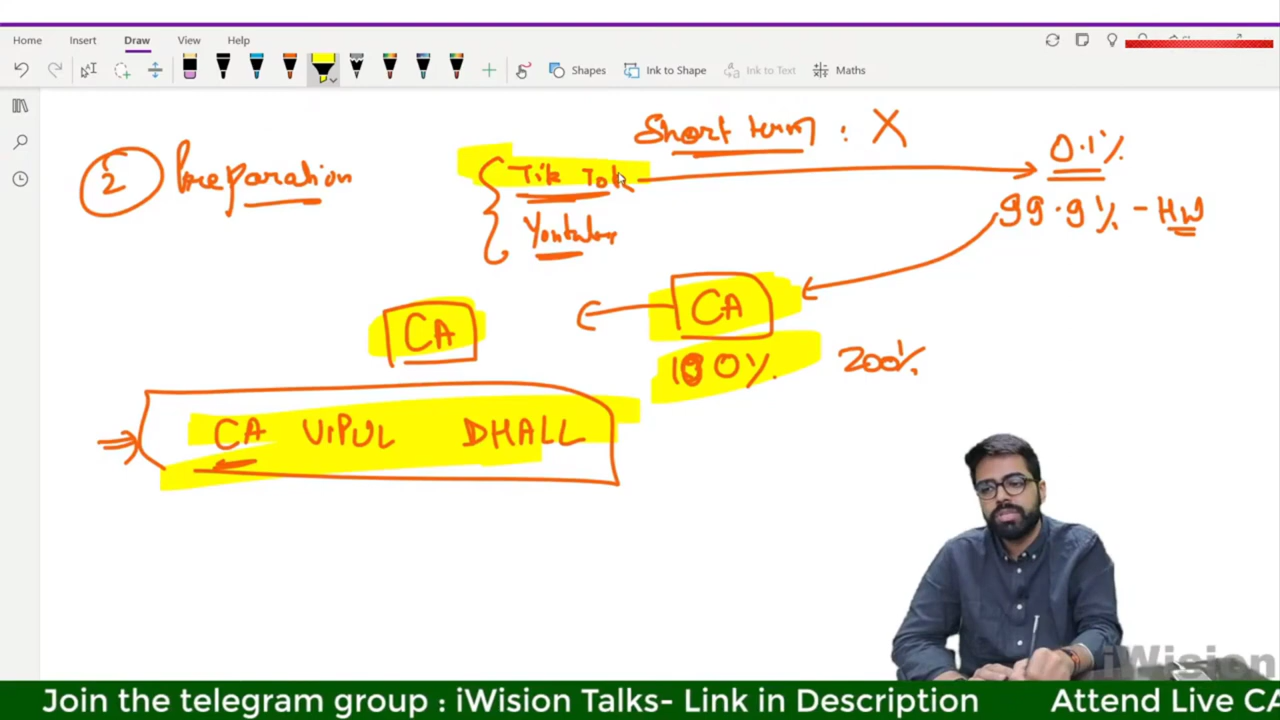 Home Insert Draw View Help
Shapes Ink to Shape Ink to Text Maths
Short term : X
② Preparation
Tik Tok
0.1%
Youtuber
99.9% - HW
CA
CA
100% 200%
CA VIPUL DHALL
iWision
Join the telegram group : iWision Talks- Link in Description Attend Live CA